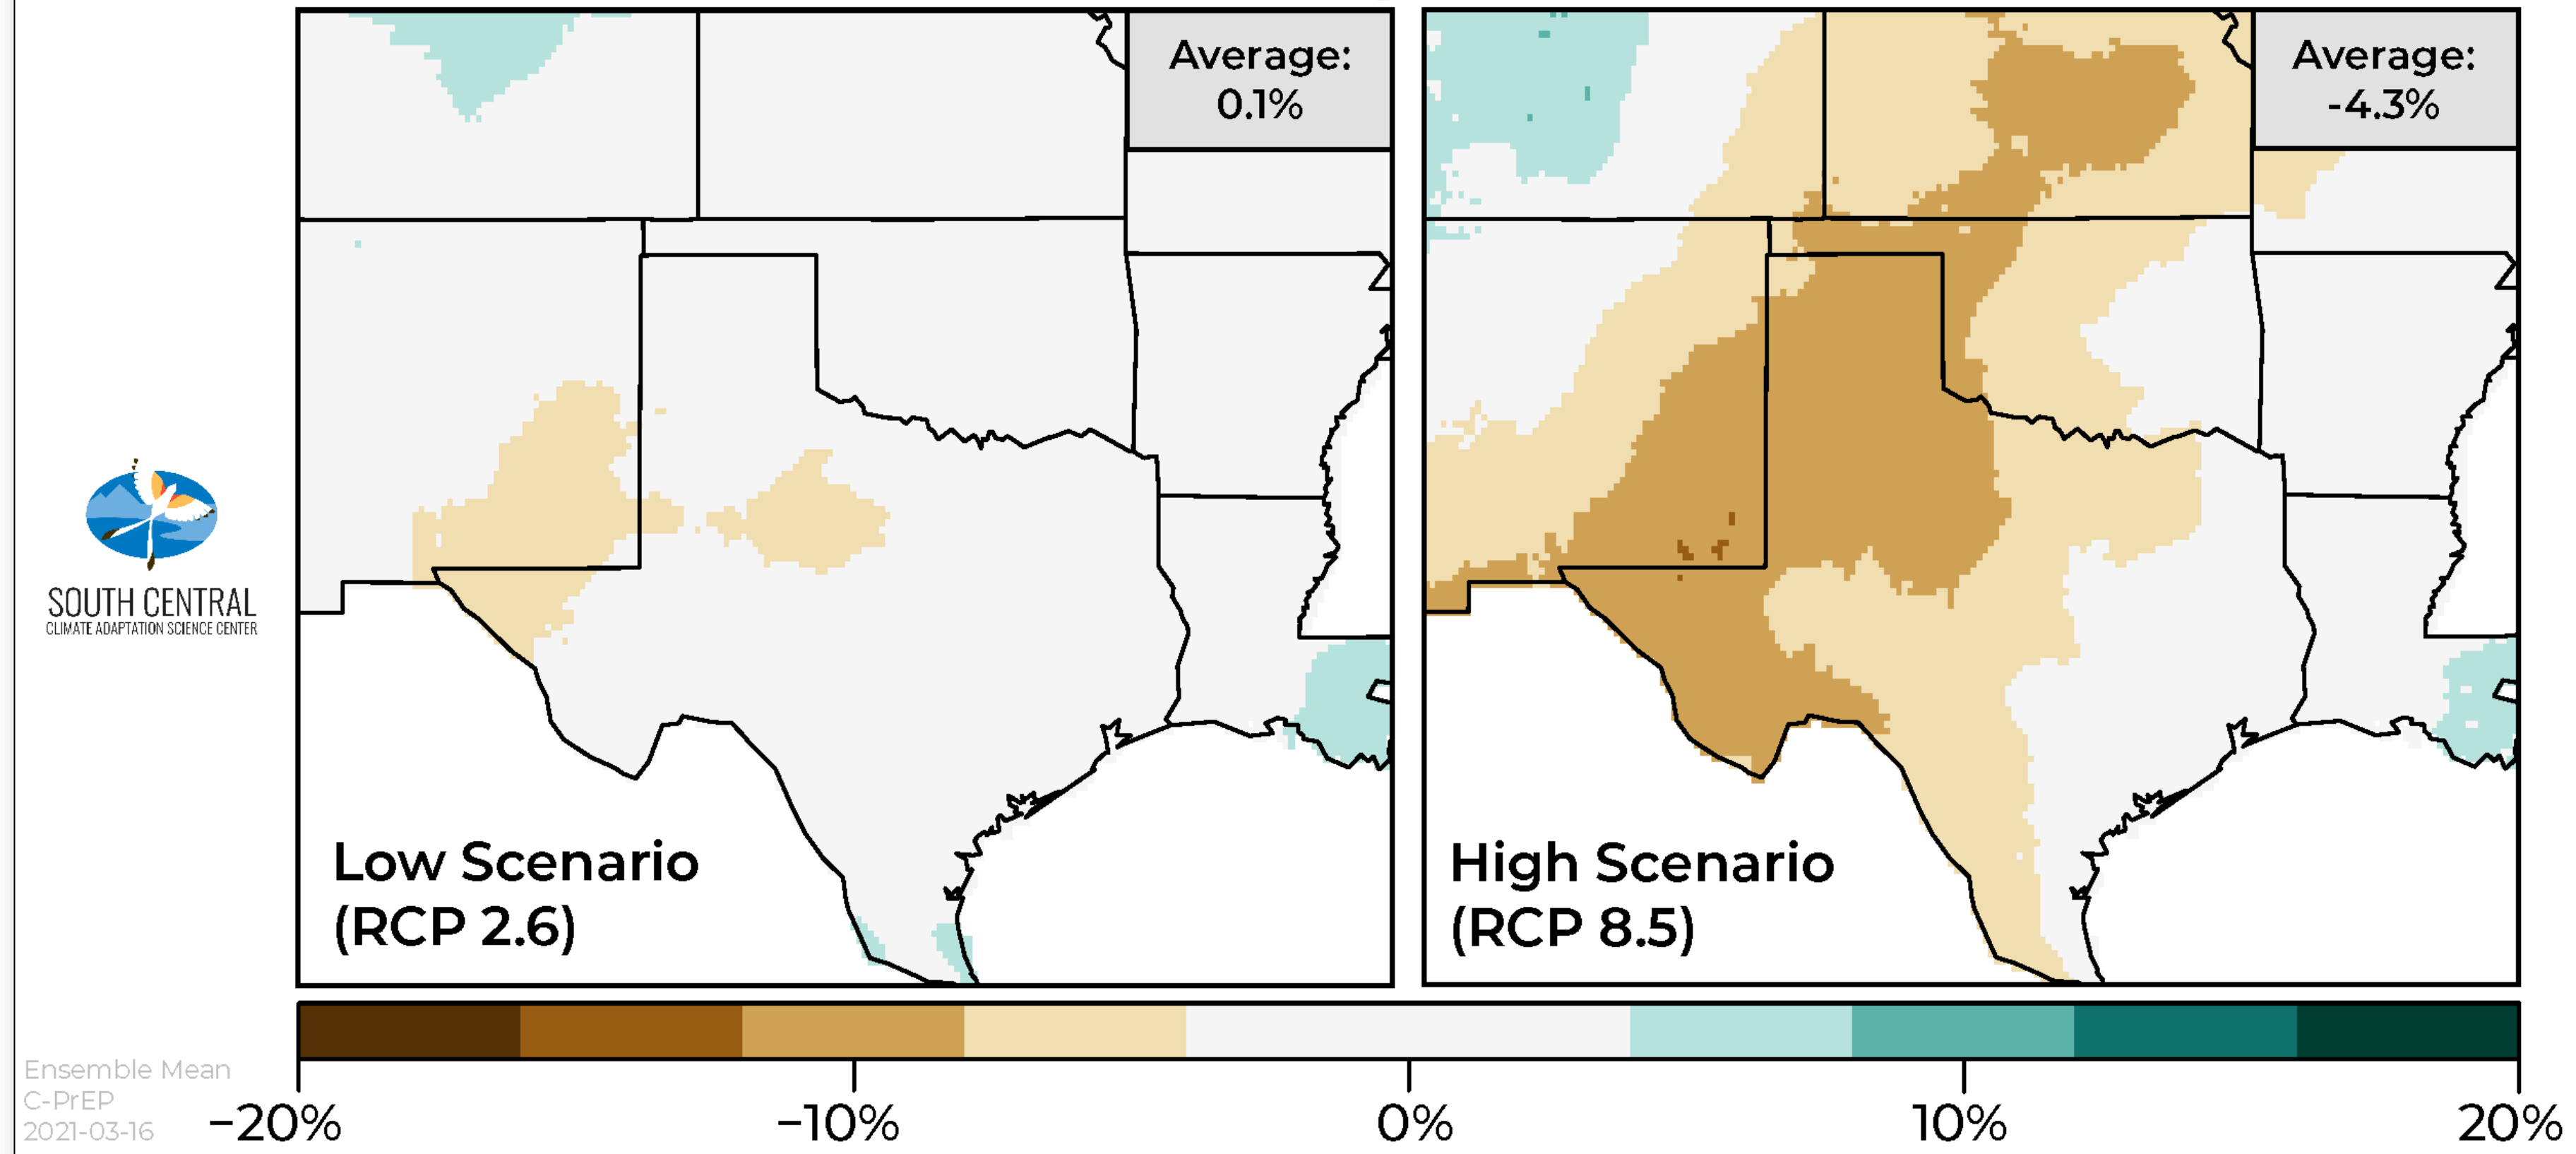 Average:
0.1%
Average:
-4.3%
SOUTH CENTRAL
CLIMATE ADAPTATION SCIENCE CENTER
Low Scenario
(RCP 2.6)
High Scenario
(RCP 8.5)
Ensemble Mean
C-PrEP
2021-03-16
−20%
−10%
0%
10%
20%